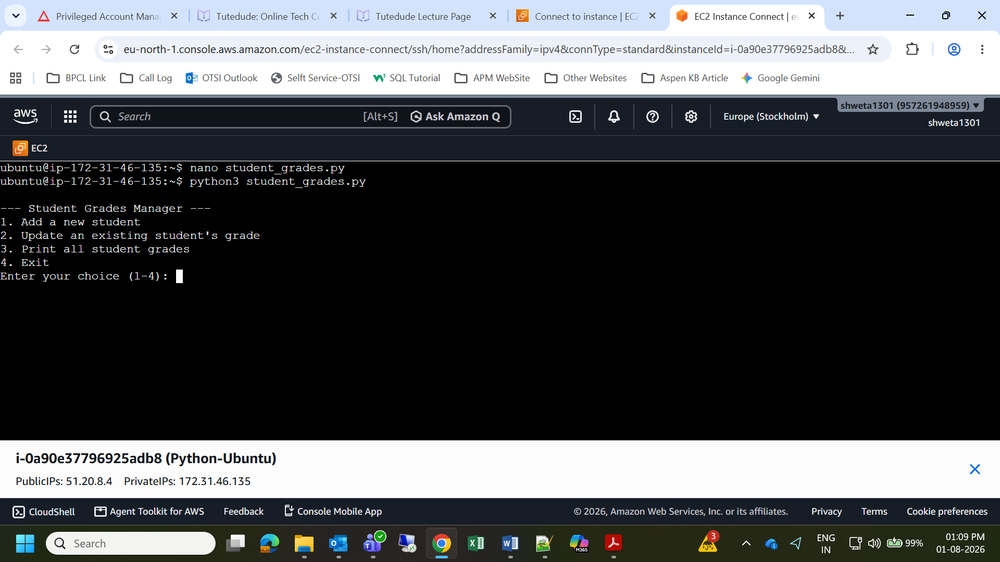 Privileged Account Mana
Tutedude: Online Tech Co
Tutedude Lecture Page
Connect to instance | EC2
EC2 Instance Connect | eu
eu-north-1.console.aws.amazon.com/ec2-instance-connect/ssh/home?addressFamily=ipv4&connType=standard&instanceId=i-0a90e37796925adb8&...
BPCL Link
Call Log
OTSI Outlook
Selft Service-OTSI
SQL Tutorial
APM WebSite
Other Websites
Aspen KB Article
Google Gemini
aws
Search
[Alt+S]
Ask Amazon Q
Europe (Stockholm)
shweta1301 (957261948959)
shweta1301
EC2
ubuntu@ip-172-31-46-135:~$ nano student_grades.py
ubuntu@ip-172-31-46-135:~$ python3 student_grades.py
--- Student Grades Manager ---
1. Add a new student
2. Update an existing student's grade
3. Print all student grades
4. Exit
Enter your choice (1-4):
i-0a90e37796925adb8 (Python-Ubuntu)
PublicIPs: 51.20.8.4 PrivateIPs: 172.31.46.135
CloudShell
Agent Toolkit for AWS
Feedback
Console Mobile App
© 2026, Amazon Web Services, Inc. or its affiliates.
Privacy
Terms
Cookie preferences
Search
M365
3
ENG
IN
99%
01:09 PM
01-08-2026